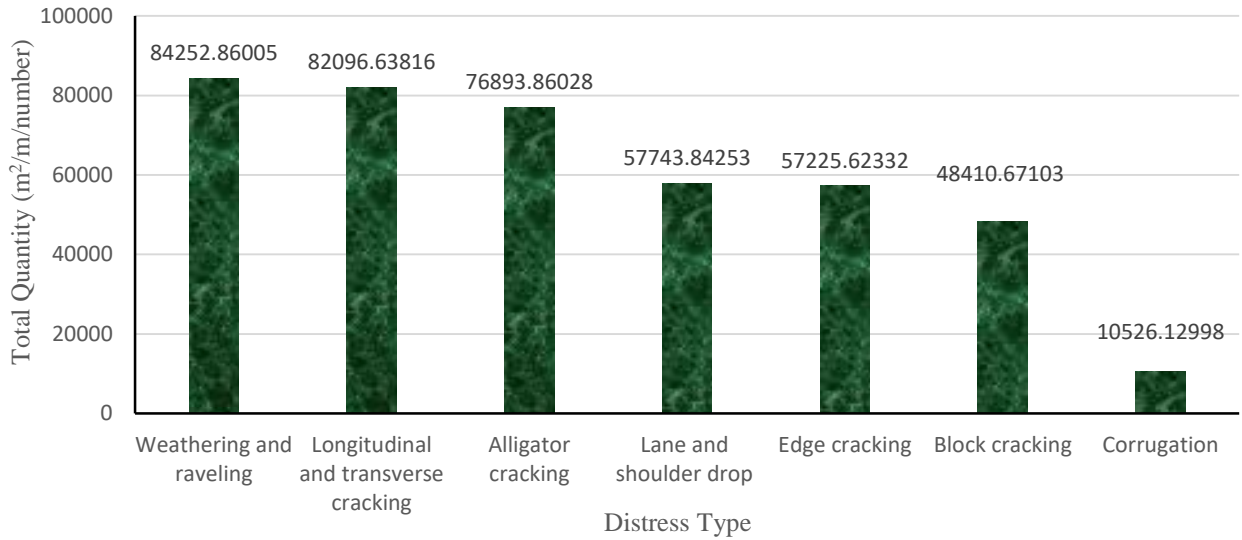 Total Quantity (m²/m/number)
100000
80000
60000
40000
20000
0
84252.86005
82096.63816
76893.86028
57743.84253
57225.62332
48410.67103
10526.12998
Weathering and
raveling
Longitudinal
and transverse
cracking
Alligator
cracking
Lane and
shoulder drop
Edge cracking
Block cracking
Corrugation
Distress Type